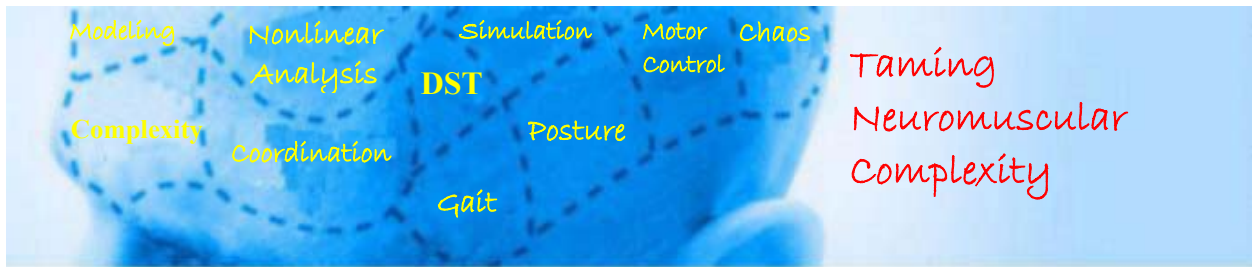 Modeling
Nonlinear
Analysis
Simulation
Motor
Control
Chaos
DST
Complexity
Coordination
Posture
Gait
Taming
Neuromuscular
Complexity